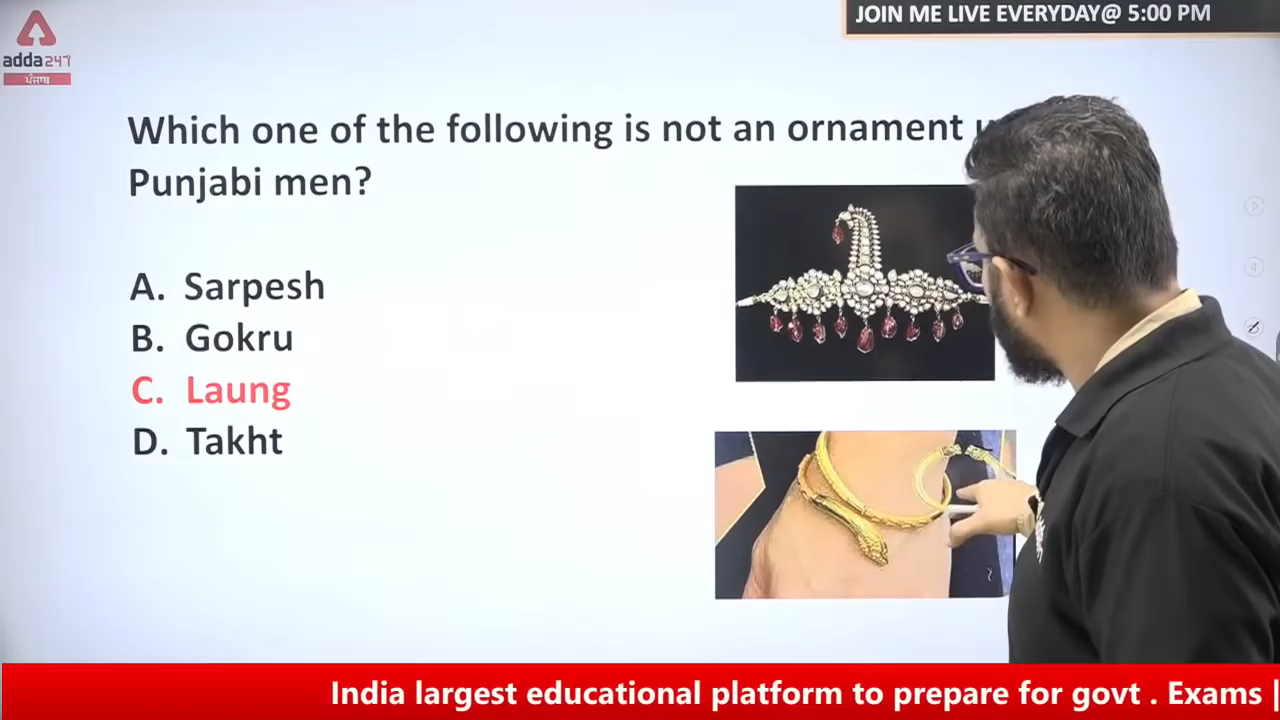 JOIN ME LIVE EVERYDAY@ 5:00 PM
adda247
ਪੰਜਾਬ
Which one of the following is not an ornament
Punjabi men?
A. Sarpesh
B. Gokru
C. Laung
D. Takht
India largest educational platform to prepare for govt . Exams |